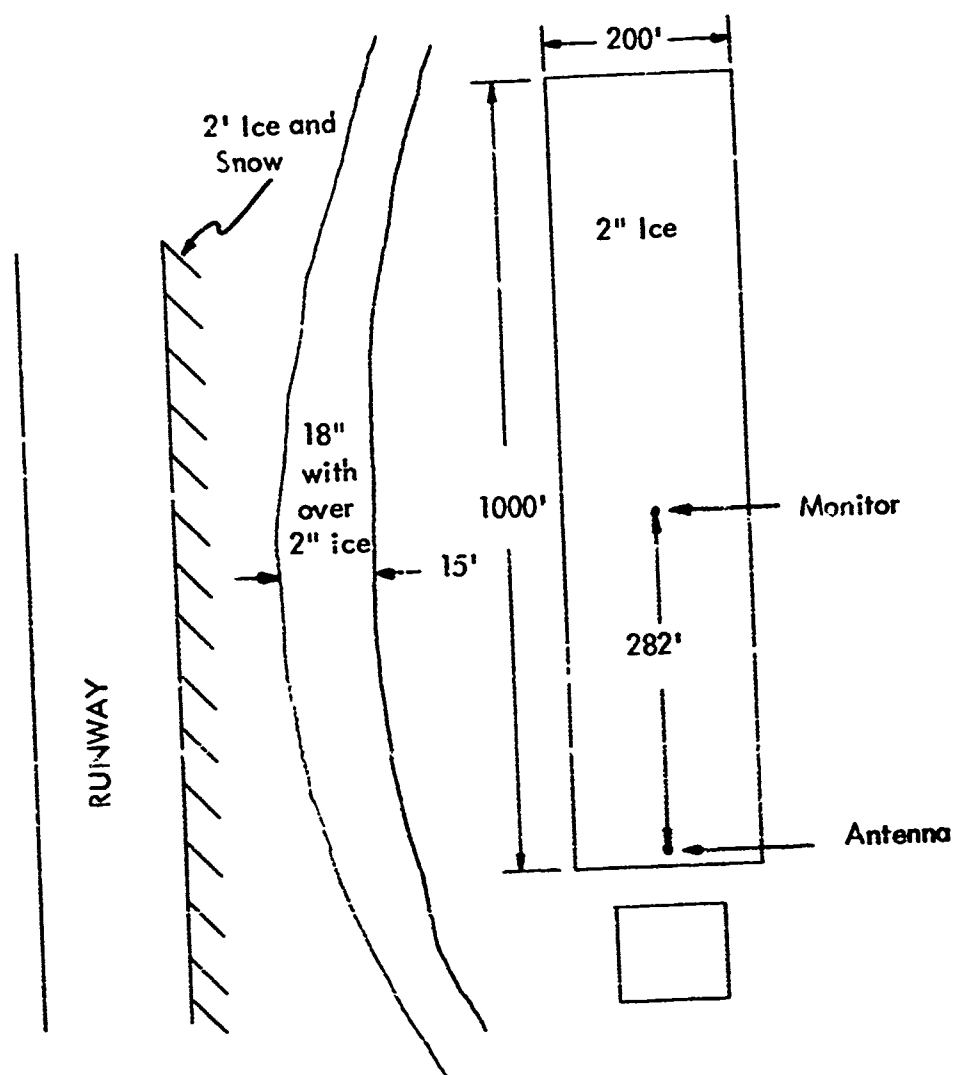 200'
2' Ice and
Snow
2" Ice
18"
with
over
2" ice
1000'
Monitor
15'
282'
RUNWAY
Antenna